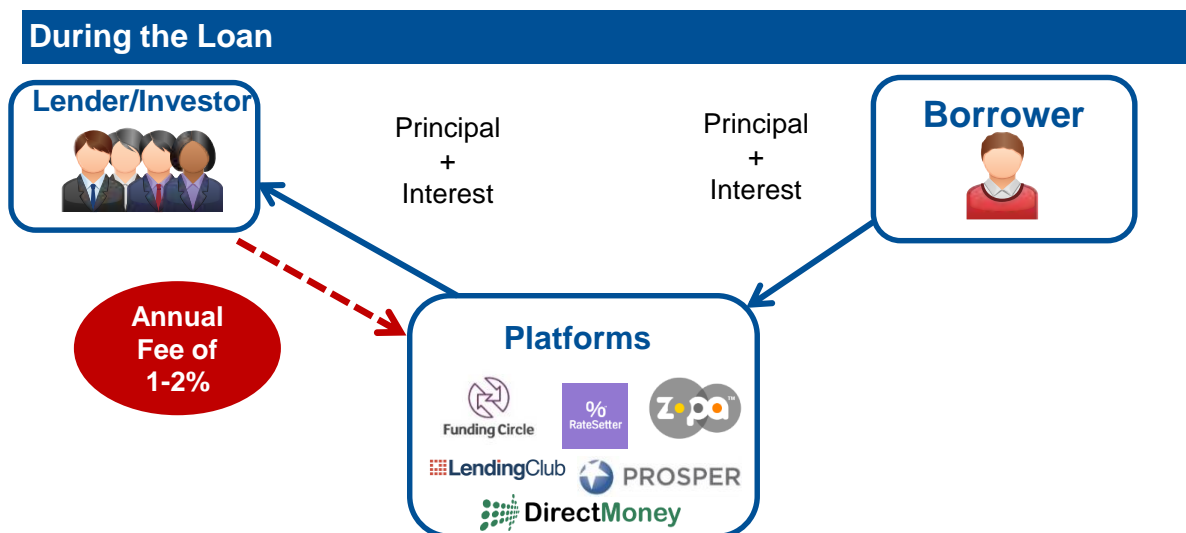 During the Loan
Lender/Investor
Principal
+
Interest
Principal
+
Interest
Borrower
Annual
Fee of
1-2%
Platforms
Funding Circle
%
RateSetter
Zopa™
LendingClub
PROSPER
DirectMoney